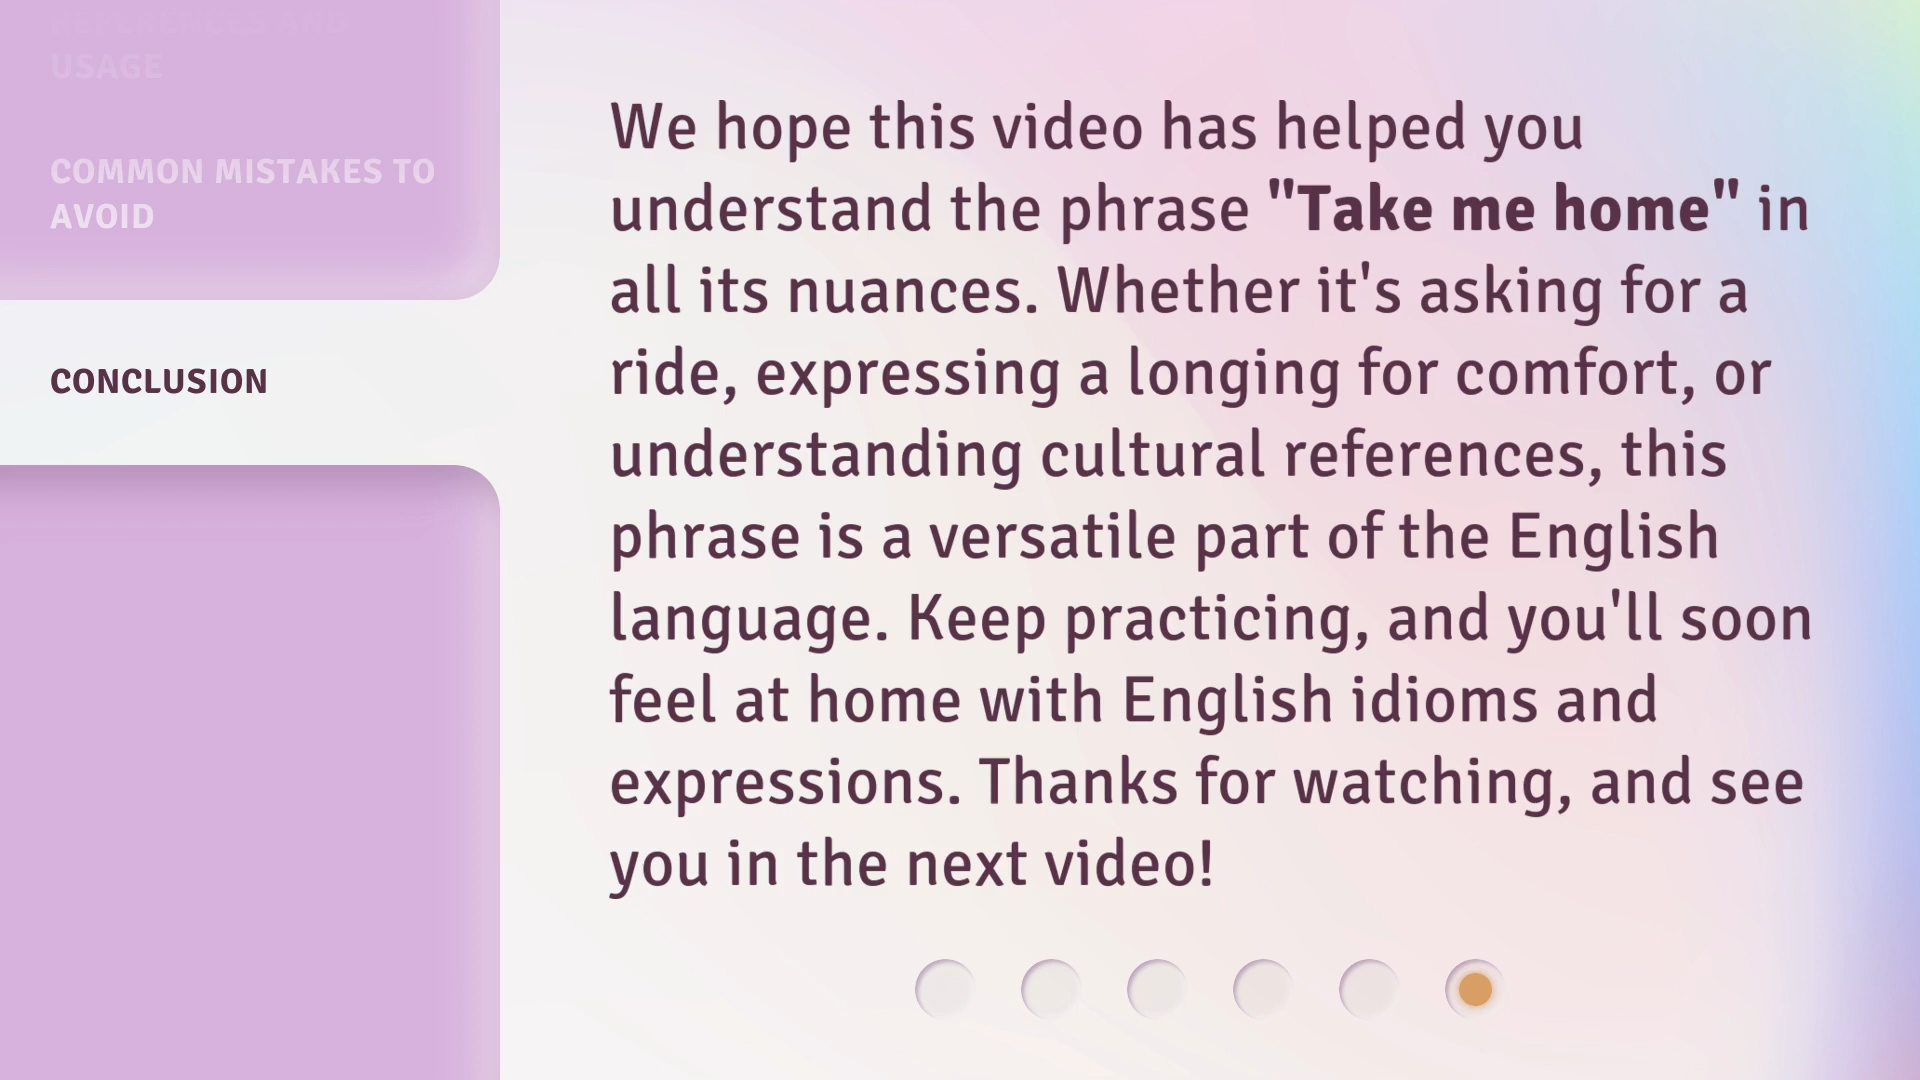 REFERENCES AND
USAGE
COMMON MISTAKES TO
AVOID
CONCLUSION
We hope this video has helped you
understand the phrase "Take me home" in
all its nuances. Whether it's asking for a
ride, expressing a longing for comfort, or
understanding cultural references, this
phrase is a versatile part of the English
language. Keep practicing, and you'll soon
feel at home with English idioms and
expressions. Thanks for watching, and see
you in the next video!